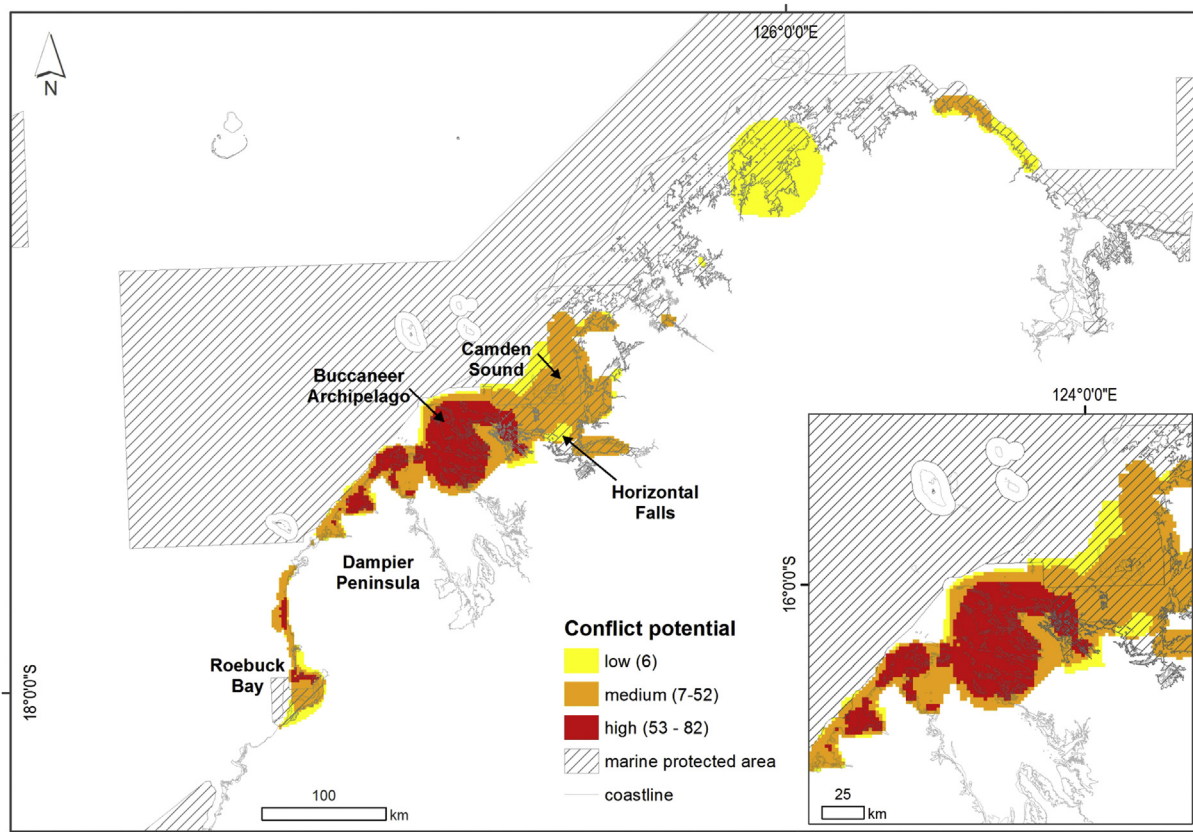 126°0'0"E
N
Camden
Sound
Buccaneer
Archipelago
Horizontal
Falls
Dampier
Peninsula
Roebuck
Bay
18°0'0"S
Conflict potential
low (6)
medium (7-52)
high (53 - 82)
marine protected area
coastline
100
km
124°0'0"E
16°0'0"S
25
km